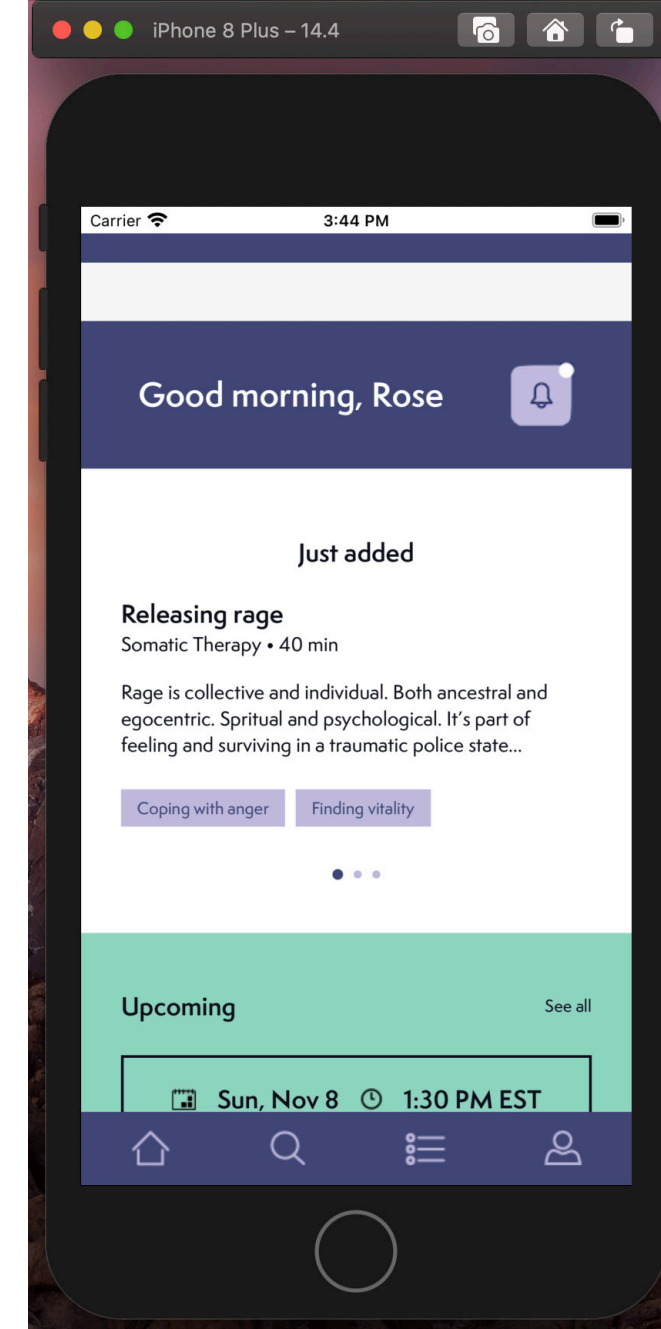 iPhone 8 Plus – 14.4
Carrier 3:44 PM
Good morning, Rose
Just added
Releasing rage
Somatic Therapy • 40 min
Rage is collective and individual. Both ancestral and
egocentric. Spritual and psychological. It’s part of
feeling and surviving in a traumatic police state...
Coping with anger Finding vitality
Upcoming See all
Sun, Nov 8 1:30 PM EST